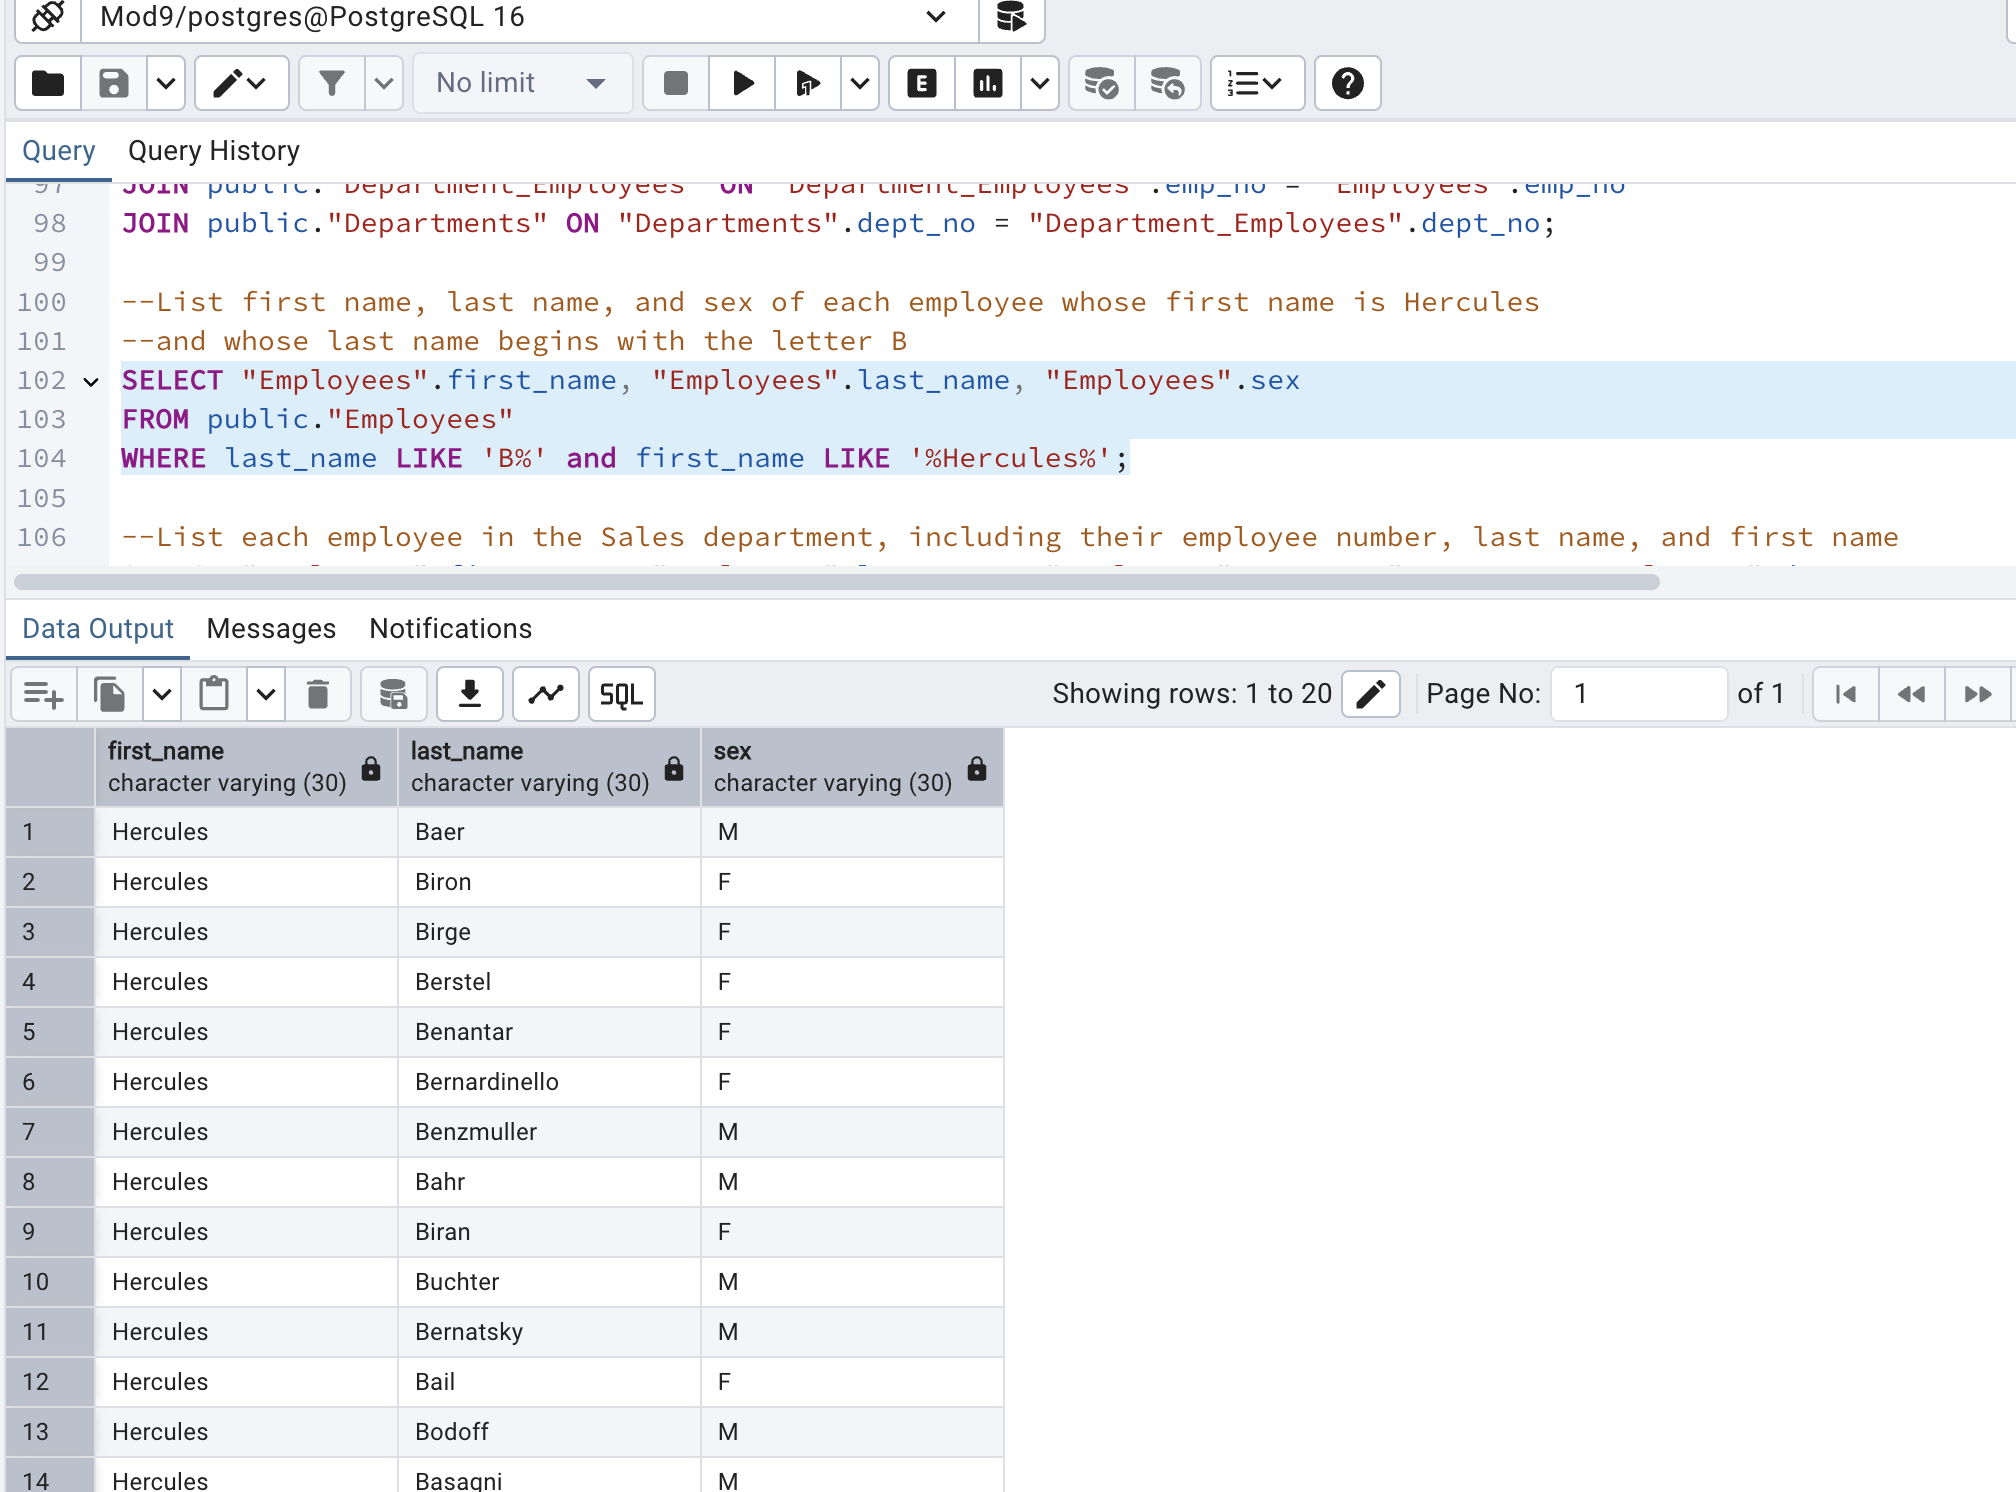 Mod9/postgres@PostgreSQL 16
No limit
E
Query Query History
97 JOIN public."Department_Employees" ON "Department_Employees".emp_no = "Employees".emp_no
98 JOIN public."Departments" ON "Departments".dept_no = "Department_Employees".dept_no;
99
100 --List first name, last name, and sex of each employee whose first name is Hercules
101 --and whose last name begins with the letter B
102 SELECT "Employees".first_name, "Employees".last_name, "Employees".sex
103 FROM public."Employees"
104 WHERE last_name LIKE 'B%' and first_name LIKE '%Hercules%';
105
106 --List each employee in the Sales department, including their employee number, last name, and first name
Data Output Messages Notifications
SQL Showing rows: 1 to 20 Page No: 1 of 1
first_name last_name sex
character varying (30) character varying (30) character varying (30)
1 Hercules Baer M
2 Hercules Biron F
3 Hercules Birge F
4 Hercules Berstel F
5 Hercules Benantar F
6 Hercules Bernardinello F
7 Hercules Benzmuller M
8 Hercules Bahr M
9 Hercules Biran F
10 Hercules Buchter M
11 Hercules Bernatsky M
12 Hercules Bail F
13 Hercules Bodoff M
14 Hercules Basagni M